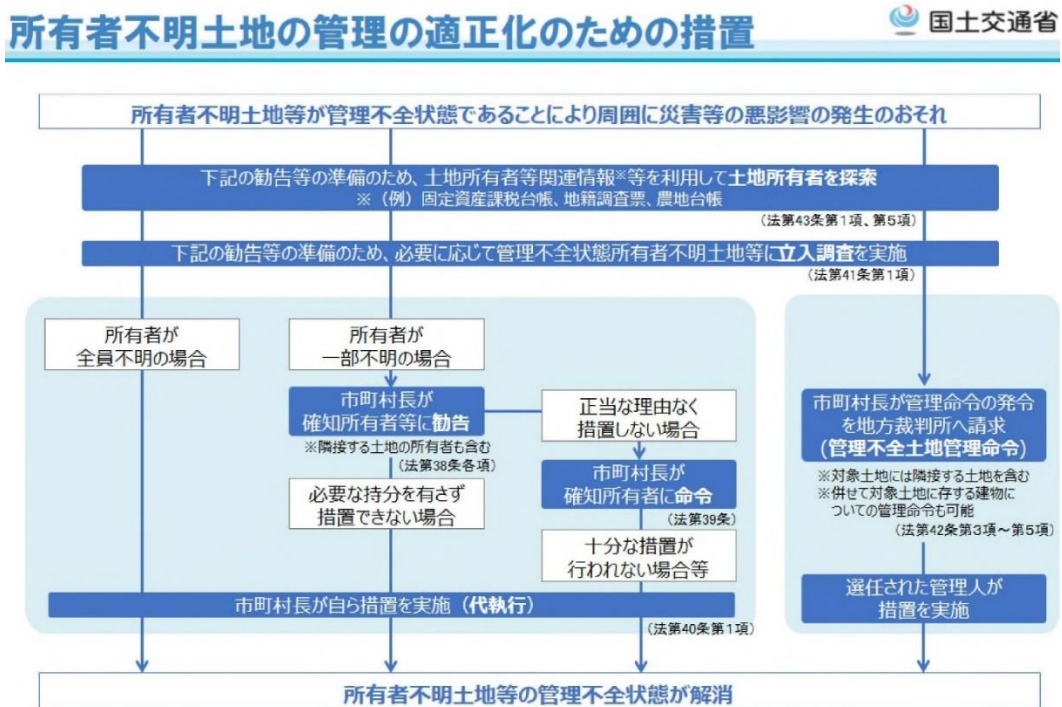 所有者不明土地の管理の適正化のための措置
国土交通省
所有者不明土地等が管理不全状態であることにより周囲に災害等の悪影響の発生のおそれ
下記の勧告等の準備のため、土地所有者等関連情報※等を利用して土地所有者を探索
※（例）固定資産課税台帳、地籍調査票、農地台帳
（法第43条第1項、第5項）
下記の勧告等の準備のため、必要に応じて管理不全状態所有者不明土地等に立入調査を実施
（法第41条第1項）
所有者が
全員不明の場合
所有者が
一部不明の場合
市町村長が
確知所有者等に勧告
※隣接する土地の所有者も含む
（法第38条各項）
必要な持分を有さず
措置できない場合
正当な理由なく
措置しない場合
市町村長が
確知所有者に命令
（法第39条）
十分な措置が
行われない場合等
市町村長が自ら措置を実施（代執行）
（法第40条第1項）
市町村長が管理命令の発令
を地方裁判所へ請求
（管理不全土地管理命令）
※対象土地には隣接する土地を含む
※併せて対象土地に存する建物に
ついての管理命令も可能
（法第42条第3項～第5項）
選任された管理人が
措置を実施
所有者不明土地等の管理不全状態が解消